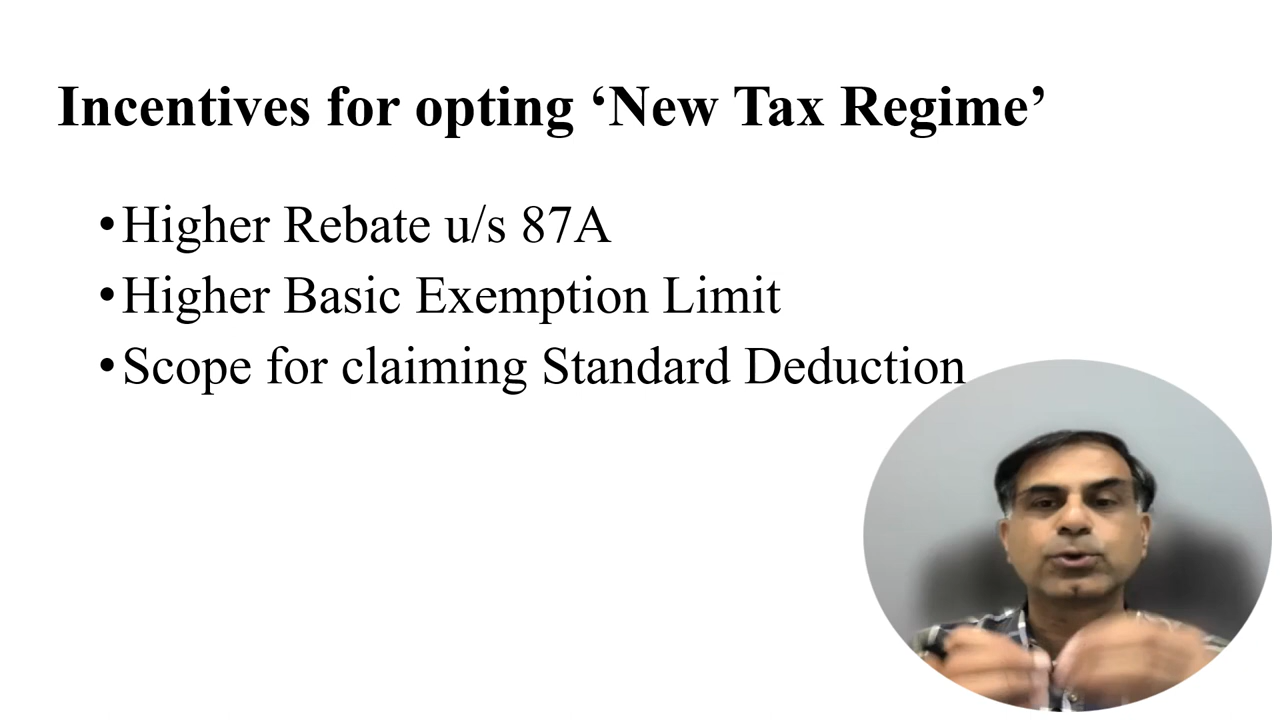 Incentives for opting ‘New Tax Regime’
•Higher Rebate u/s 87A
•Higher Basic Exemption Limit
•Scope for claiming Standard Deduction